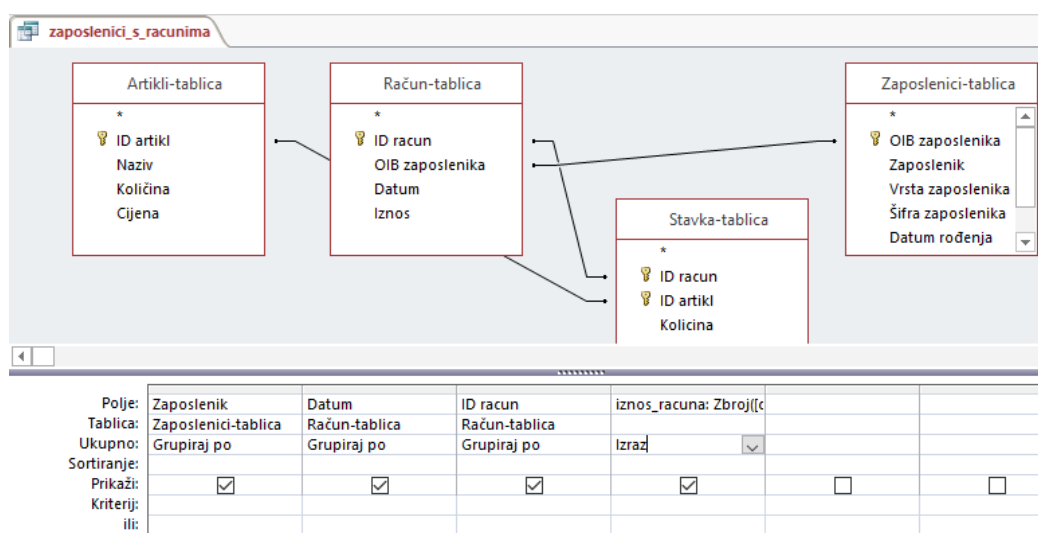 zaposlenici_s_racunima
Artikli-tablica
*
ID artikl
Naziv
Količina
Cijena
Račun-tablica
*
ID racun
OIB zaposlenika
Datum
Iznos
Stavka-tablica
*
ID racun
ID artikl
Kolicina
Zaposlenici-tablica
*
OIB zaposlenika
Zaposlenik
Vrsta zaposlenika
Šifra zaposlenika
Datum rođenja
Polje: Zaposlenik Datum ID racun iznos_racuna: Zbroj([c
Tablica: Zaposlenici-tablica Račun-tablica Račun-tablica
Ukupno: Grupiraj po Grupiraj po Grupiraj po Izraz
Sortiranje:
Prikaži:
Kriterij:
ili: